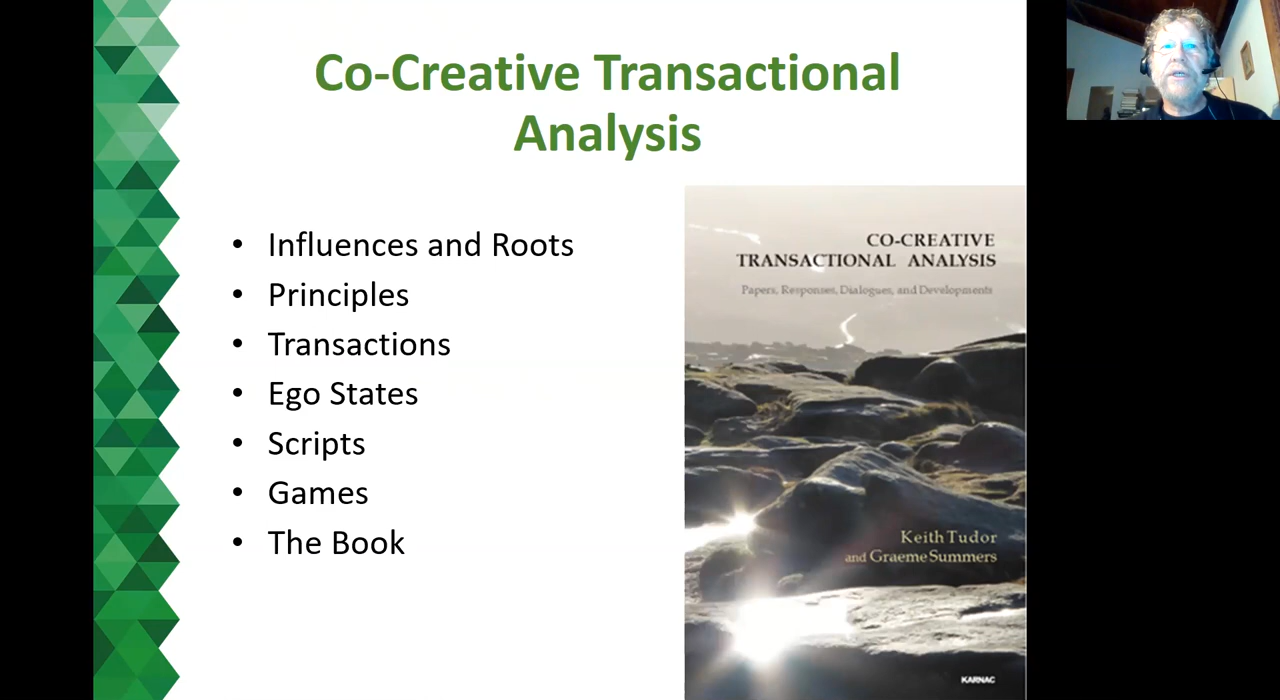 Co-Creative Transactional
Analysis
• Influences and Roots
• Principles
• Transactions
• Ego States
• Scripts
• Games
• The Book
CO-CREATIVE
TRANSACTIONAL ANALYSIS
Papers, Responses, Dialogues, and Developments
Keith Tudor
and Graeme Summers
KARNAC